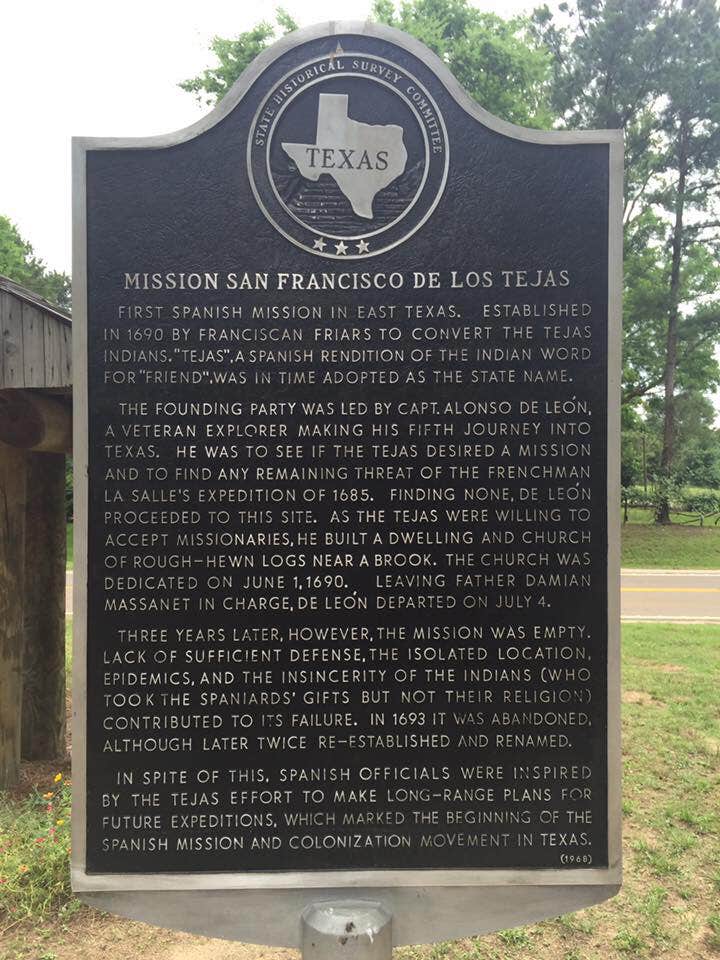 STATE HISTORICAL SURVEY COMMITTEE
TEXAS
MISSION SAN FRANCISCO DE LOS TEJAS
FIRST SPANISH MISSION IN EAST TEXAS. ESTABLISHED
IN 1690 BY FRANCISCAN FRIARS TO CONVERT THE TEJAS
INDIANS. "TEJAS", A SPANISH RENDITION OF THE INDIAN WORD
FOR "FRIEND", WAS IN TIME ADOPTED AS THE STATE NAME.
THE FOUNDING PARTY WAS LED BY CAPT. ALONSO DE LEÓN,
A VETERAN EXPLORER MAKING HIS FIFTH JOURNEY INTO
TEXAS. HE WAS TO SEE IF THE TEJAS DESIRED A MISSION
AND TO FIND ANY REMAINING THREAT OF THE FRENCHMAN
LA SALLE'S EXPEDITION OF 1685. FINDING NONE, DE LEÓN
PROCEEDED TO THIS SITE. AS THE TEJAS WERE WILLING TO
ACCEPT MISSIONARIES, HE BUILT A DWELLING AND CHURCH
OF ROUGH-HEWN LOGS NEAR A BROOK. THE CHURCH WAS
DEDICATED ON JUNE 1, 1690. LEAVING FATHER DAMIAN
MASSANET IN CHARGE, DE LEÓN DEPARTED ON JULY 4.
THREE YEARS LATER, HOWEVER, THE MISSION WAS EMPTY.
LACK OF SUFFICIENT DEFENSE, THE ISOLATED LOCATION,
EPIDEMICS, AND THE INSINCERITY OF THE INDIANS (WHO
TOOK THE SPANIARDS' GIFTS BUT NOT THEIR RELIGION)
CONTRIBUTED TO ITS FAILURE. IN 1693 IT WAS ABANDONED,
ALTHOUGH LATER TWICE RE-ESTABLISHED AND RENAMED.
IN SPITE OF THIS, SPANISH OFFICIALS WERE INSPIRED
BY THE TEJAS EFFORT TO MAKE LONG-RANGE PLANS FOR
FUTURE EXPEDITIONS, WHICH MARKED THE BEGINNING OF THE
SPANISH MISSION AND COLONIZATION MOVEMENT IN TEXAS.
(1968)